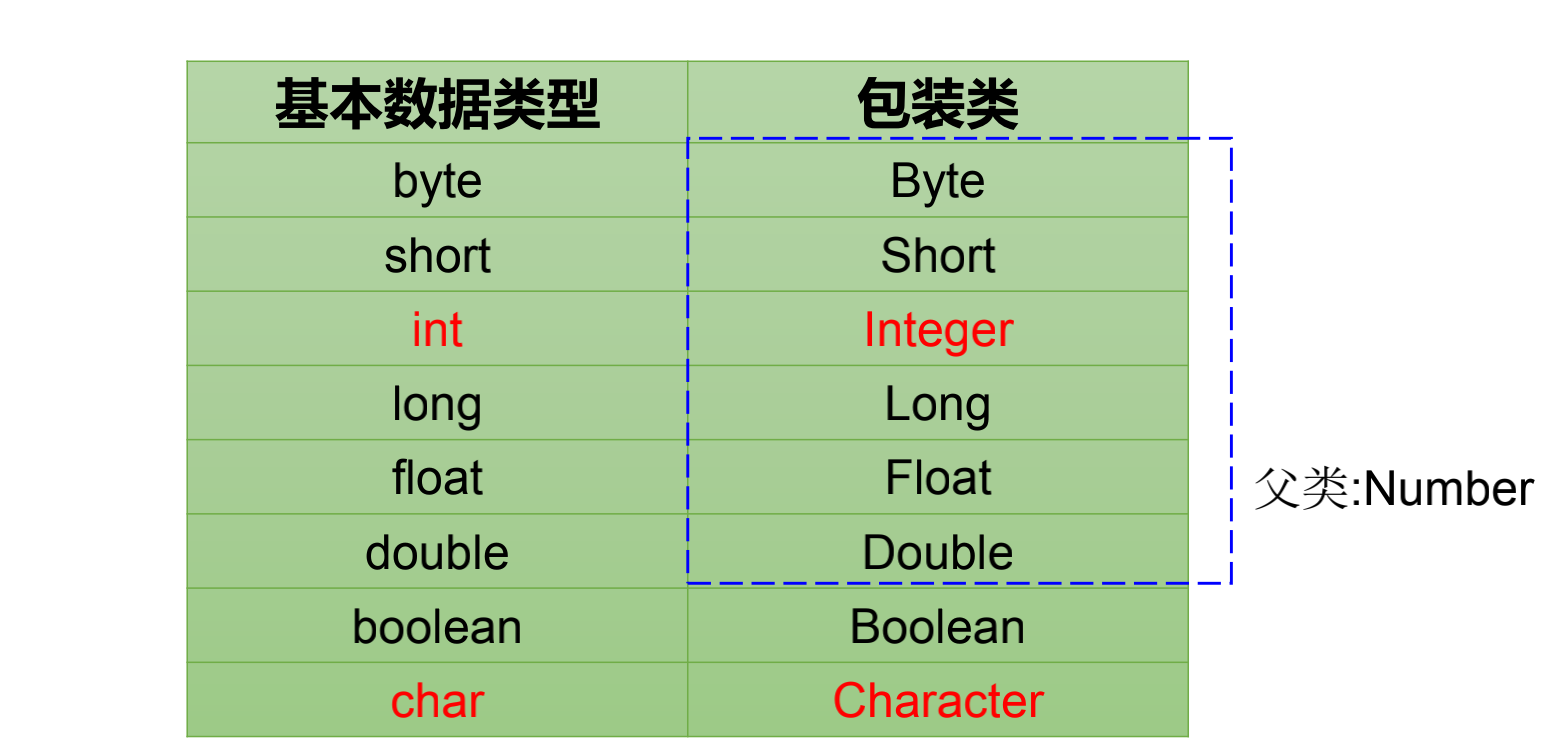 基本数据类型 包装类
byte Byte
short Short
int Integer
long Long
float Float
父类:Number
double Double
boolean Boolean
char Character